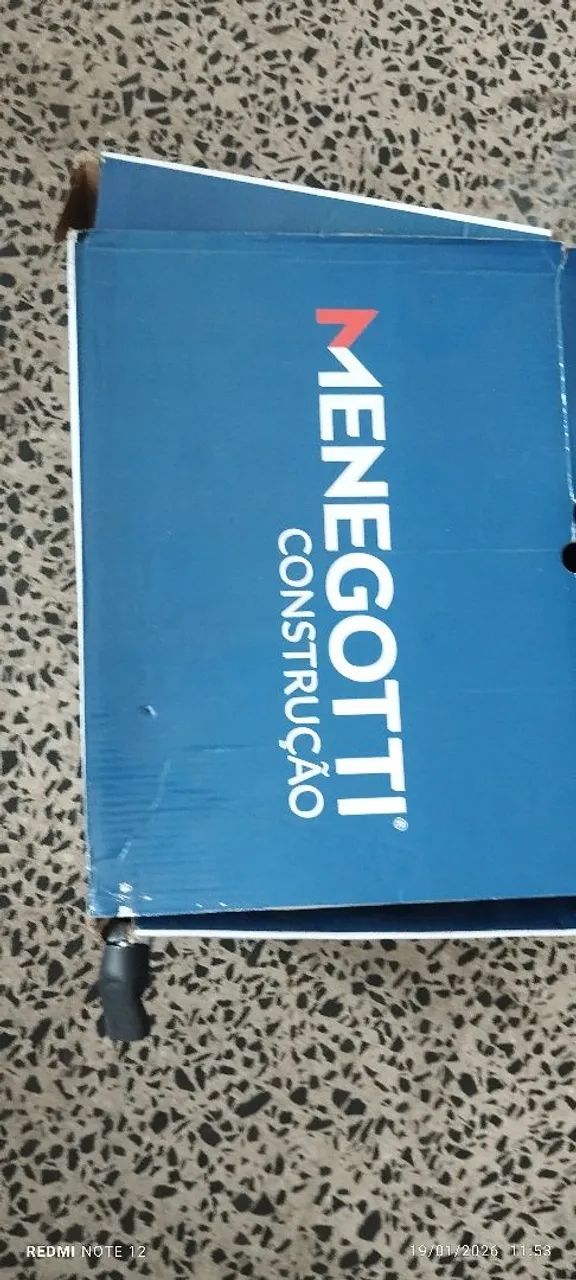 MENEGOTTI®
CONSTRUÇÃO
REDMI NOTE 12
19/01/2026 11:53